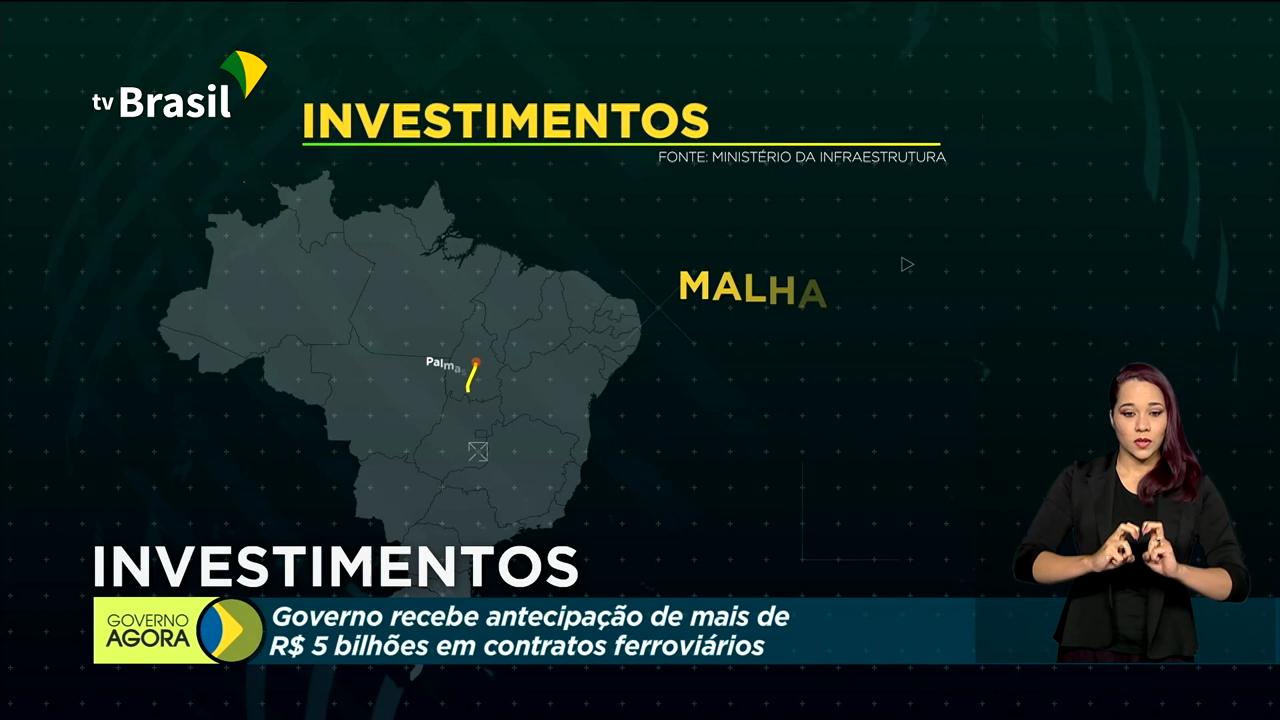 tv Brasil
INVESTIMENTOS
FONTE: MINISTÉRIO DA INFRAESTRUTURA
MALHA
Palmas
INVESTIMENTOS
GOVERNO
AGORA
Governo recebe antecipação de mais de
R$ 5 bilhões em contratos ferroviários